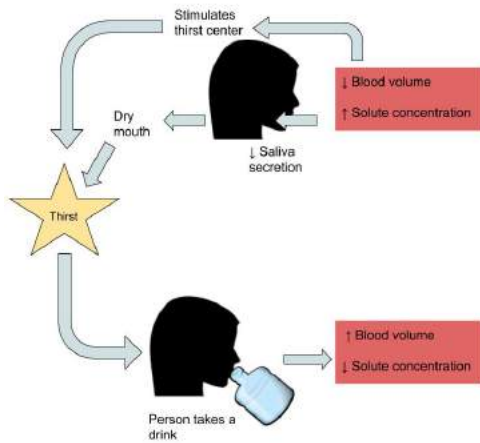 Stimulates
thirst center
↓ Blood volume
↑ Solute concentration
Dry
mouth
↓ Saliva
secretion
Thirst
↑ Blood volume
↓ Solute concentration
Person takes a
drink